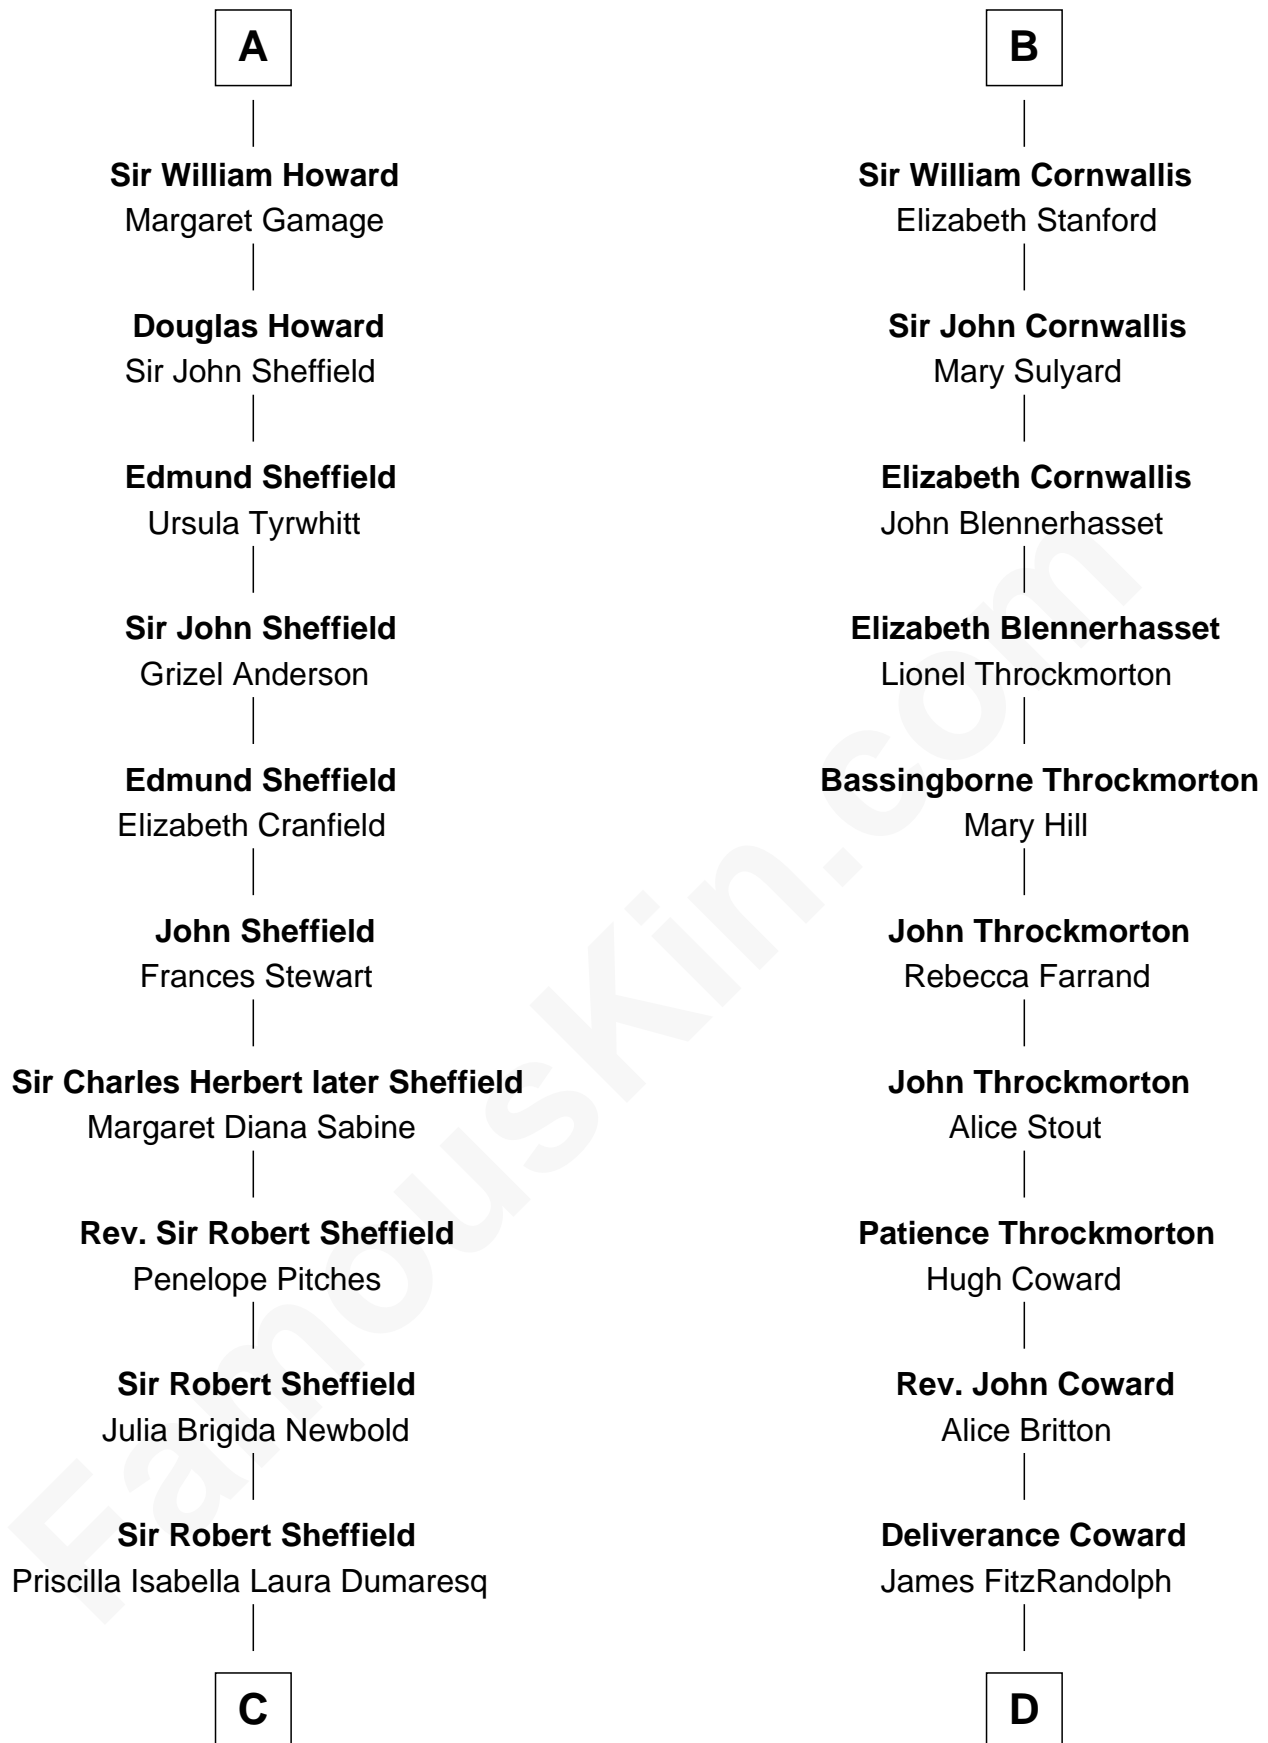 A
Sir William Howard
Margaret Gamage
Douglas Howard
Sir John Sheffield
Edmund Sheffield
Ursula Tyrwhitt
Sir John Sheffield
Grizel Anderson
Edmund Sheffield
Elizabeth Cranfield
John Sheffield
Frances Stewart
Sir Charles Herbert later Sheffield
Margaret Diana Sabine
Rev. Sir Robert Sheffield
Penelope Pitches
Sir Robert Sheffield
Julia Brigida Newbold
Sir Robert Sheffield
Priscilla Isabella Laura Dumaresq
C
B
Sir William Cornwallis
Elizabeth Stanford
Sir John Cornwallis
Mary Sulyard
Elizabeth Cornwallis
John Blennerhasset
Elizabeth Blennerhasset
Lionel Throckmorton
Bassingborne Throckmorton
Mary Hill
John Throckmorton
Rebecca Farrand
John Throckmorton
Alice Stout
Patience Throckmorton
Hugh Coward
Rev. John Coward
Alice Britton
Deliverance Coward
James FitzRandolph
D
FamousKin.com